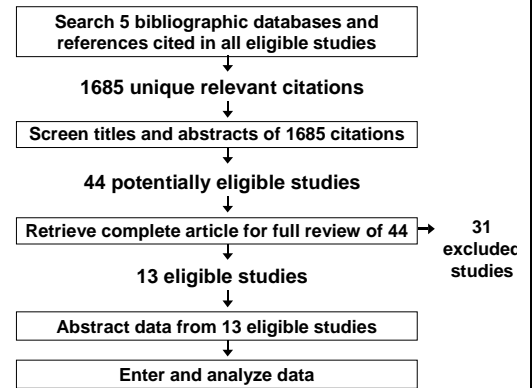 Search 5 bibliographic databases and
references cited in all eligible studies
1685 unique relevant citations
Screen titles and abstracts of 1685 citations
44 potentially eligible studies
Retrieve complete article for full review of 44
31
excluded
studies
13 eligible studies
Abstract data from 13 eligible studies
Enter and analyze data